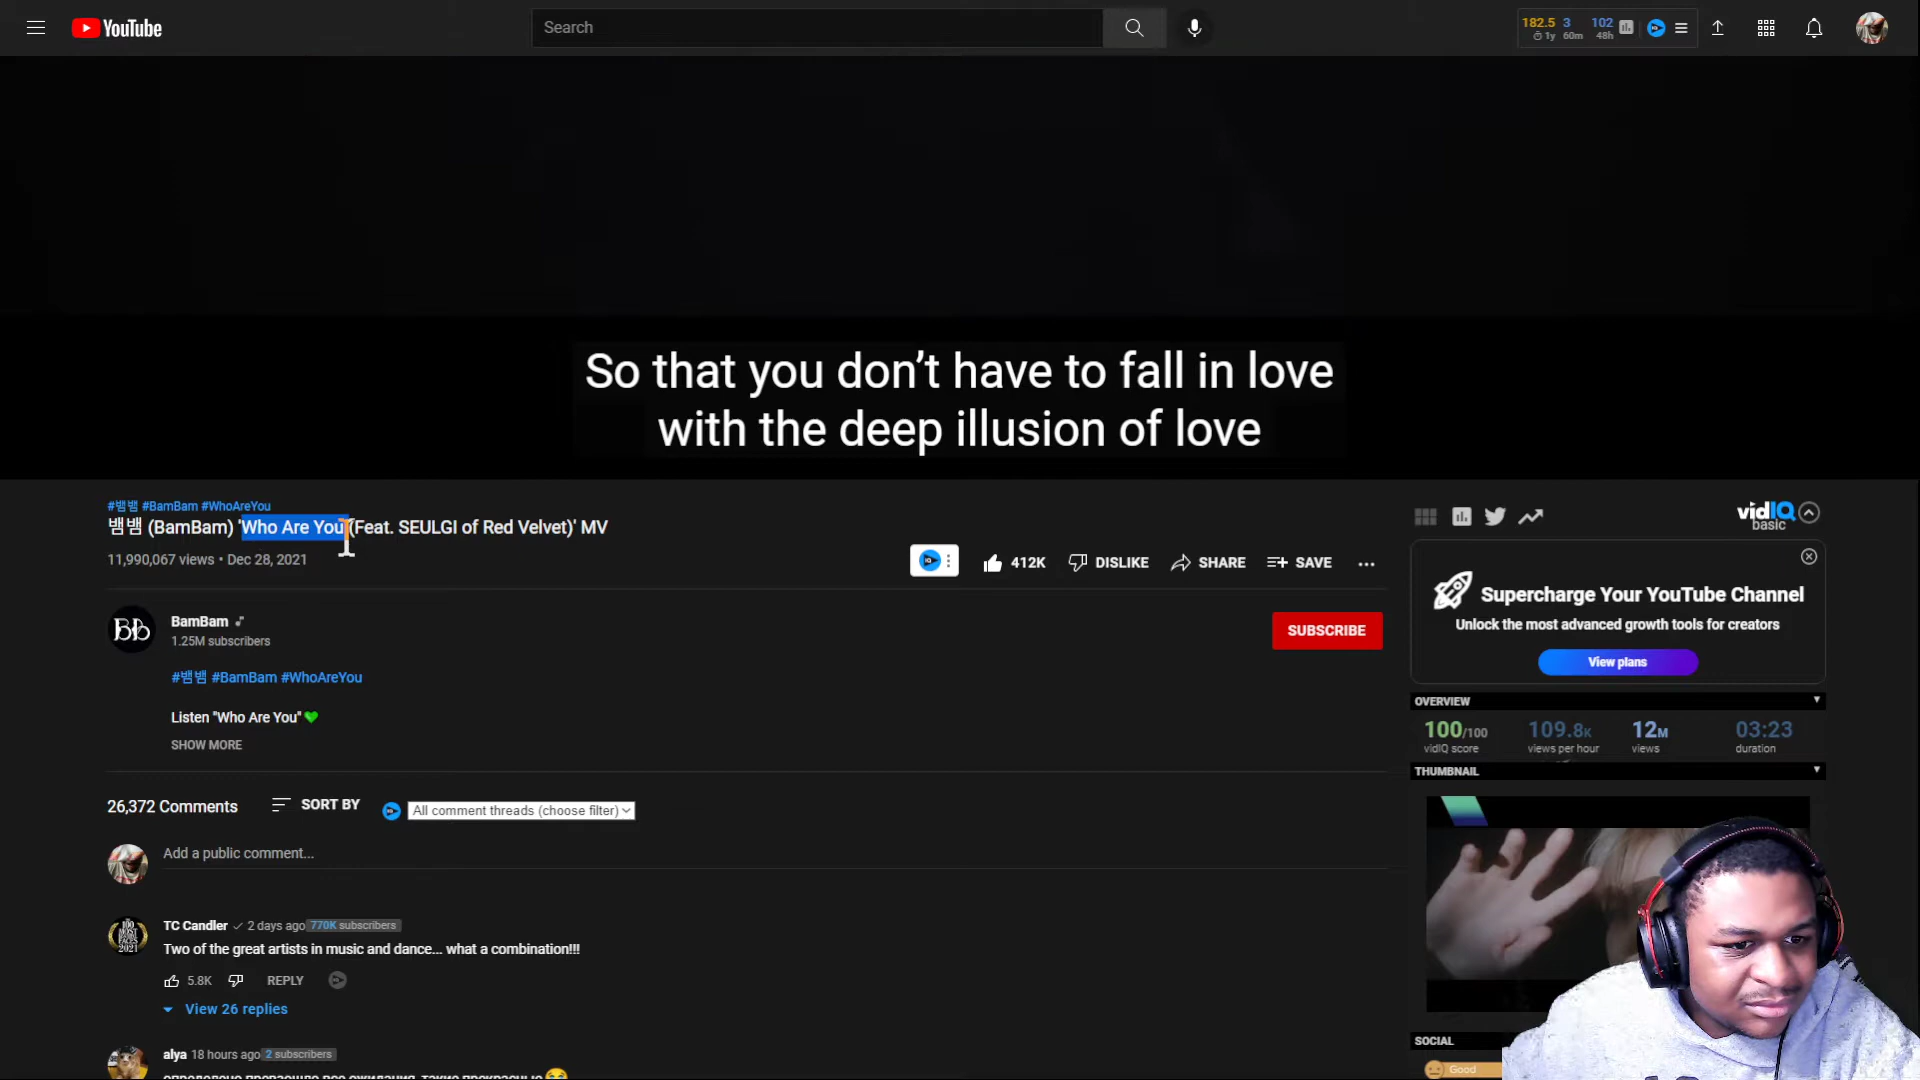 YouTube
Search
182.5 3 102
1y 60m 48h
So that you don’t have to fall in love
with the deep illusion of love
#뱀뱀 #BamBam #WhoAreYou
뱀뱀 (BamBam) 'Who Are You (Feat. SEULGI of Red Velvet)' MV
11,990,067 views • Dec 28, 2021
412K DISLIKE SHARE SAVE
BamBam
1.25M subscribers
SUBSCRIBE
#뱀뱀 #BamBam #WhoAreYou
Listen "Who Are You"💚
SHOW MORE
26,372 Comments SORT BY All comment threads (choose filter)
Add a public comment...
TC Candler 2 days ago 770K subscribers
Two of the great artists in music and dance... what a combination!!!
5.8K REPLY
View 26 replies
alya 18 hours ago 2 subscribers
определено превзошло все ожидания, такие прекрасные😂
vidIQ
basic
Supercharge Your YouTube Channel
Unlock the most advanced growth tools for creators
View plans
OVERVIEW
100/100 109.8K 12M 03:23
vidIQ score views per hour views duration
THUMBNAIL
SOCIAL
Good